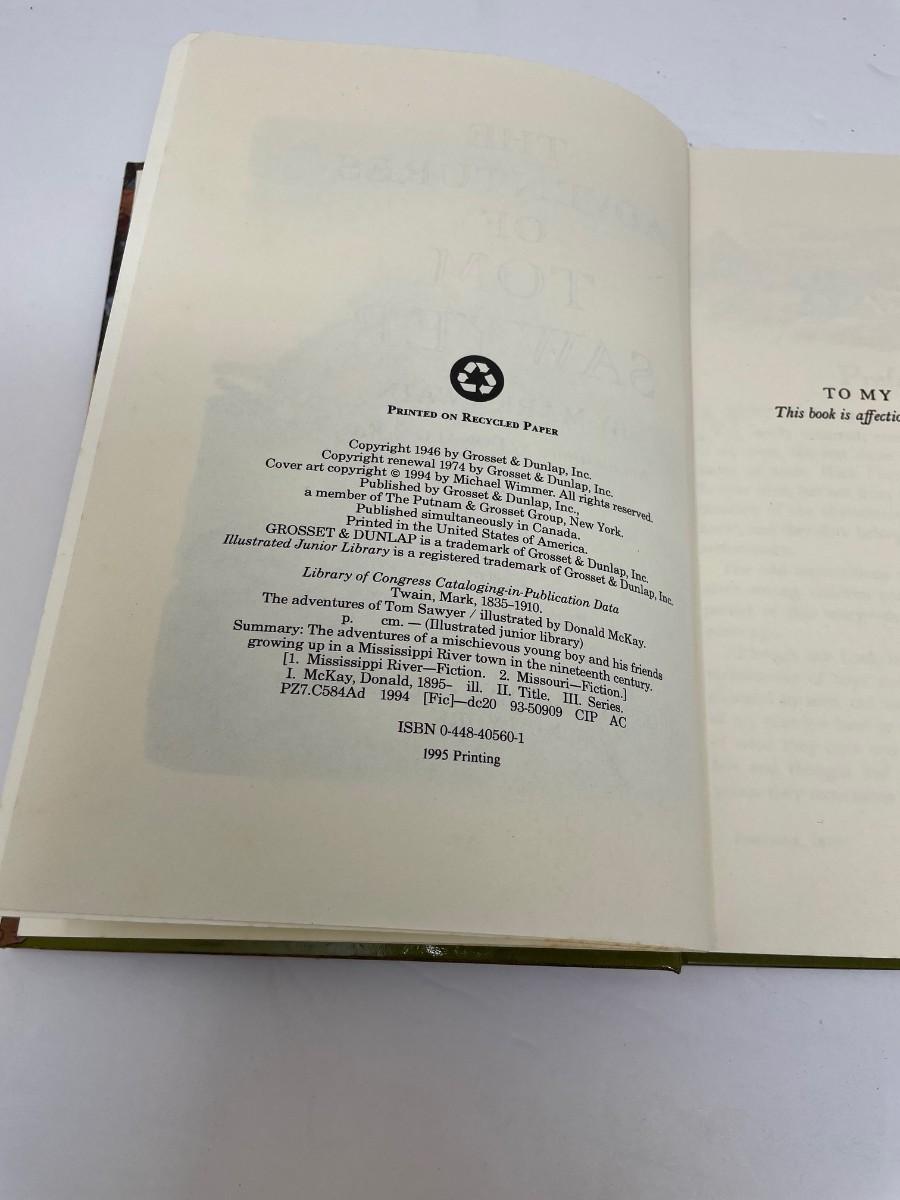 PRINTED ON RECYCLED PAPER
Copyright 1946 by Grosset & Dunlap, Inc.
Copyright renewal 1974 by Grosset & Dunlap, Inc.
Cover art copyright © 1994 by Michael Wimmer. All rights reserved.
Published by Grosset & Dunlap, Inc.,
a member of The Putnam & Grosset Group, New York.
Published simultaneously in Canada.
Printed in the United States of America.
GROSSET & DUNLAP is a trademark of Grosset & Dunlap, Inc.
Illustrated Junior Library is a registered trademark of Grosset & Dunlap, Inc.
Library of Congress Cataloging-in-Publication Data
Twain, Mark, 1835–1910.
The adventures of Tom Sawyer / illustrated by Donald McKay.
p. cm. — (Illustrated junior library)
Summary: The adventures of a mischievous young boy and his friends
growing up in a Mississippi River town in the nineteenth century.
[1. Mississippi River—Fiction. 2. Missouri—Fiction.]
I. McKay, Donald, 1895– ill. II. Title. III. Series.
PZ7.C584Ad 1994 [Fic]—dc20 93-50909 CIP AC
ISBN 0-448-40560-1
1995 Printing
TO MY
This book is affectio